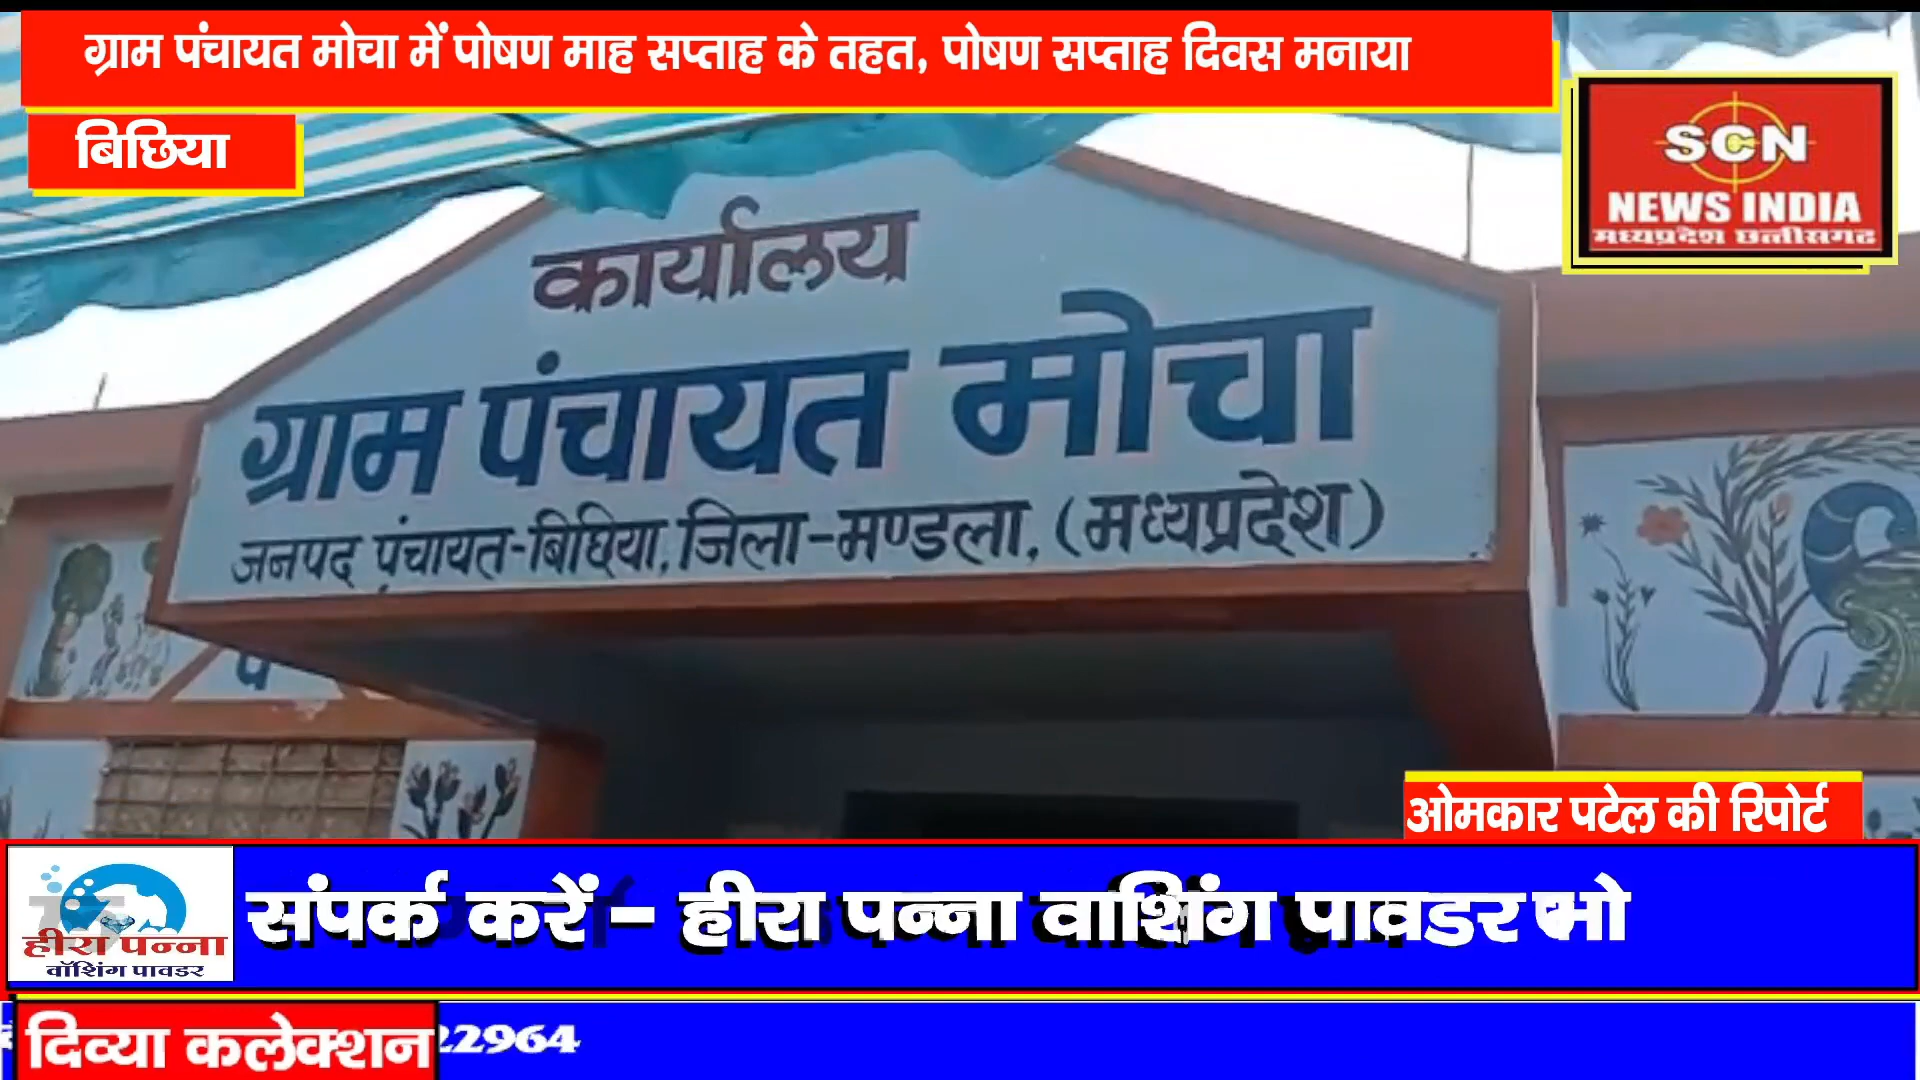 ग्राम पंचायत मोचा में पोषण माह सप्ताह के तहत, पोषण सप्ताह दिवस मनाया
बिछिया
SCN
NEWS INDIA
मध्यप्रदेश छत्तीसगढ
कार्यालय
ग्राम पंचायत मोचा
जनपद पंचायत-बिछिया, जिला-मण्डला, (मध्यप्रदेश)
ओमकार पटेल की रिपोर्ट
हीरा पन्ना
वॉशिंग पावडर
संपर्क करें - हीरा पन्ना वाशिंग पावडर
दिव्या कलेक्शन
22964